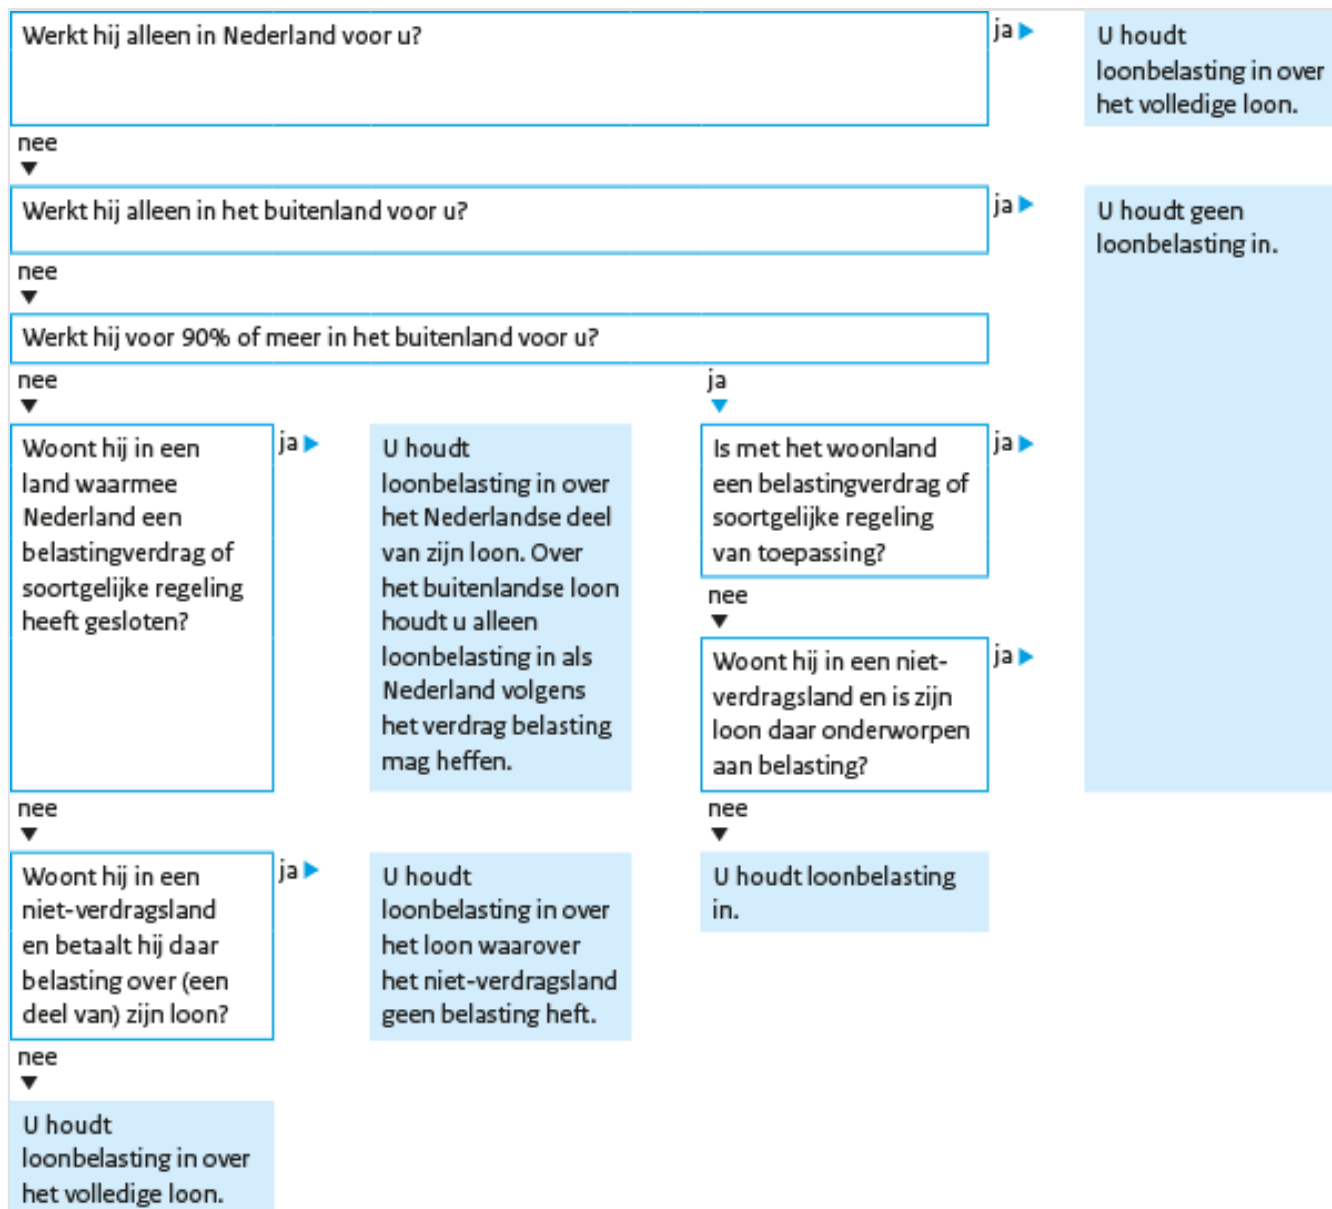 Werkt hij alleen in Nederland voor u?
ja
U houdt
loonbelasting in over
het volledige loon.
nee
Werkt hij alleen in het buitenland voor u?
ja
U houdt geen
loonbelasting in.
nee
Werkt hij voor 90% of meer in het buitenland voor u?
nee
ja
Woont hij in een
land waarmee
Nederland een
belastingverdrag of
soortgelijke regeling
heeft gesloten?
ja
U houdt
loonbelasting in over
het Nederlandse deel
van zijn loon. Over
het buitenlandse loon
houdt u alleen
loonbelasting in als
Nederland volgens
het verdrag belasting
mag heffen.
Is met het woonland
een belastingverdrag of
soortgelijke regeling
van toepassing?
ja
nee
Woont hij in een niet-
verdragsland en is zijn
loon daar onderworpen
aan belasting?
ja
nee
nee
Woont hij in een
niet-verdragsland
en betaalt hij daar
belasting over (een
deel van) zijn loon?
ja
U houdt
loonbelasting in over
het loon waarover
het niet-verdragsland
geen belasting heft.
U houdt loonbelasting
in.
nee
U houdt
loonbelasting in over
het volledige loon.